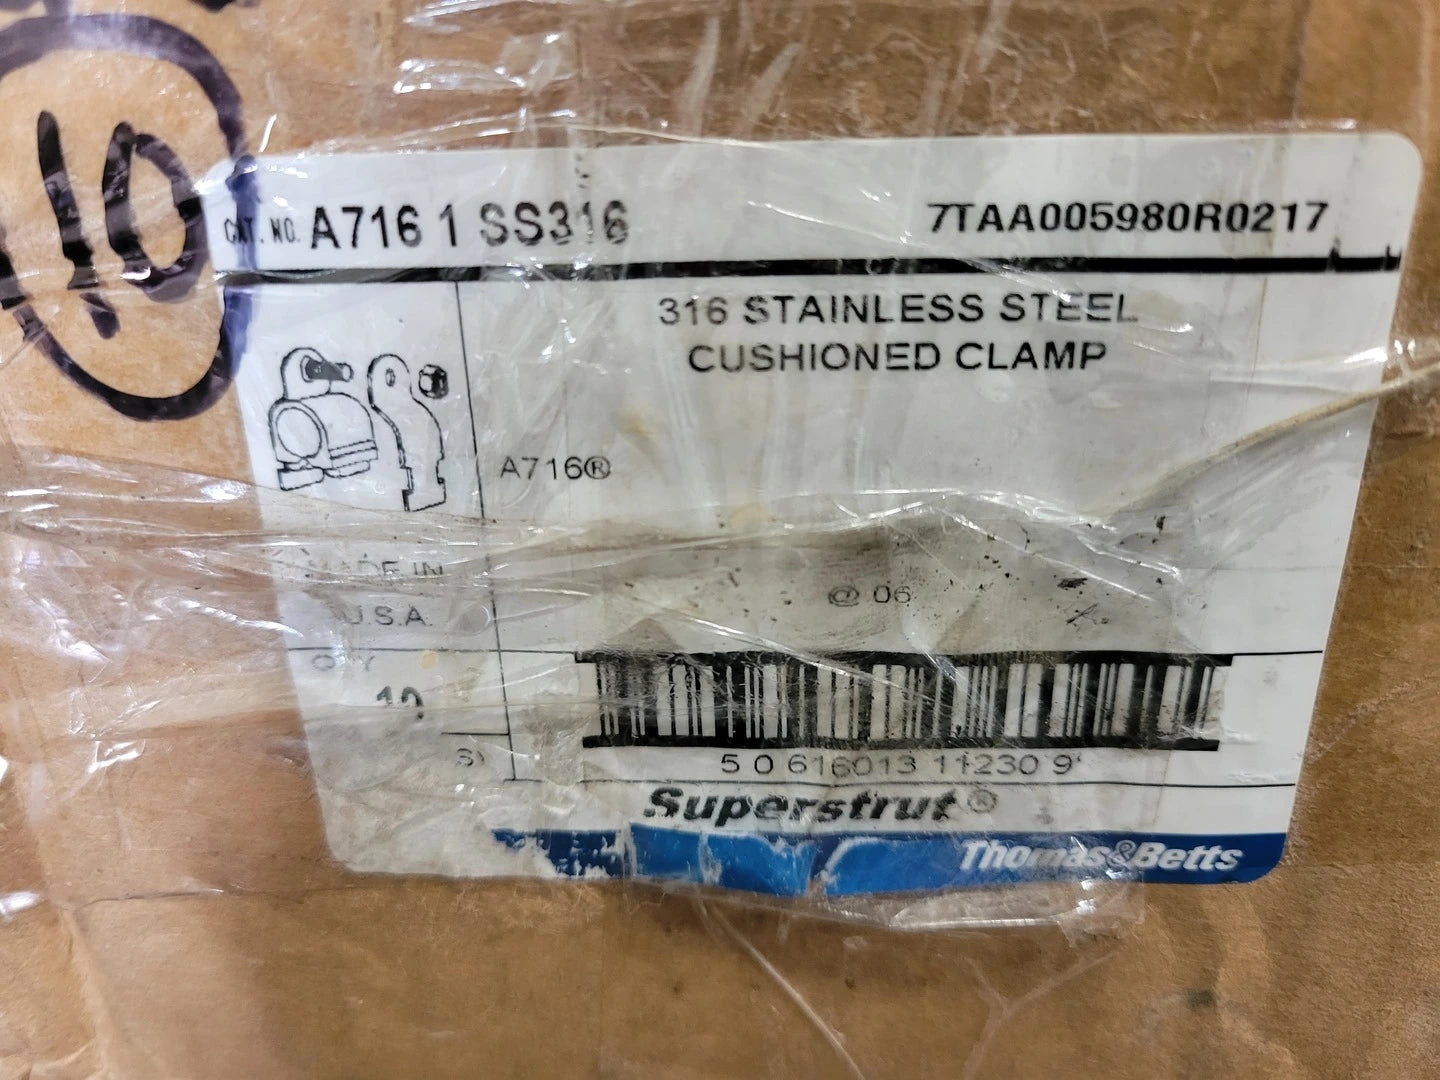 10
CAT. NO. A716 1 SS316 7TAA005980R0217
316 STAINLESS STEEL
CUSHIONED CLAMP
A716®
MADE IN
U.S.A.
@ 06
QTY
10
5 0 616013 11230 9
Superstrut®
Thomas&Betts